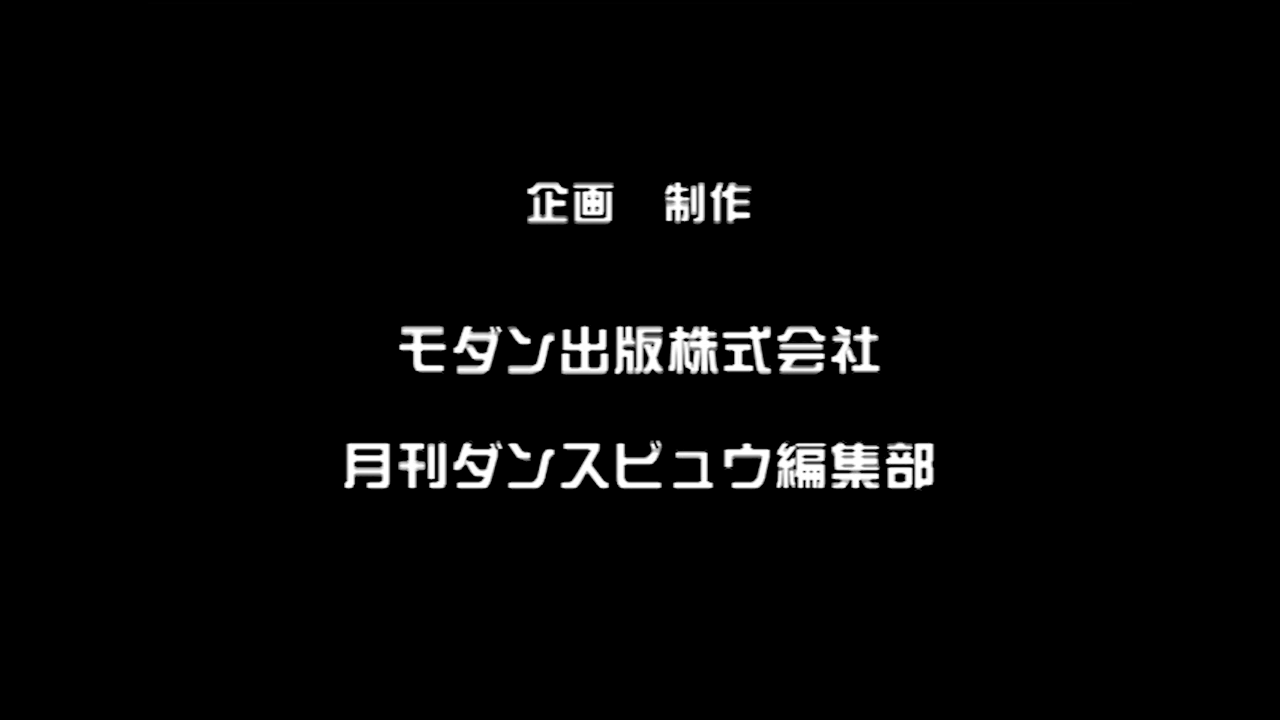 企画　制作
モダン出版株式会社
月刊ダンスビュウ編集部